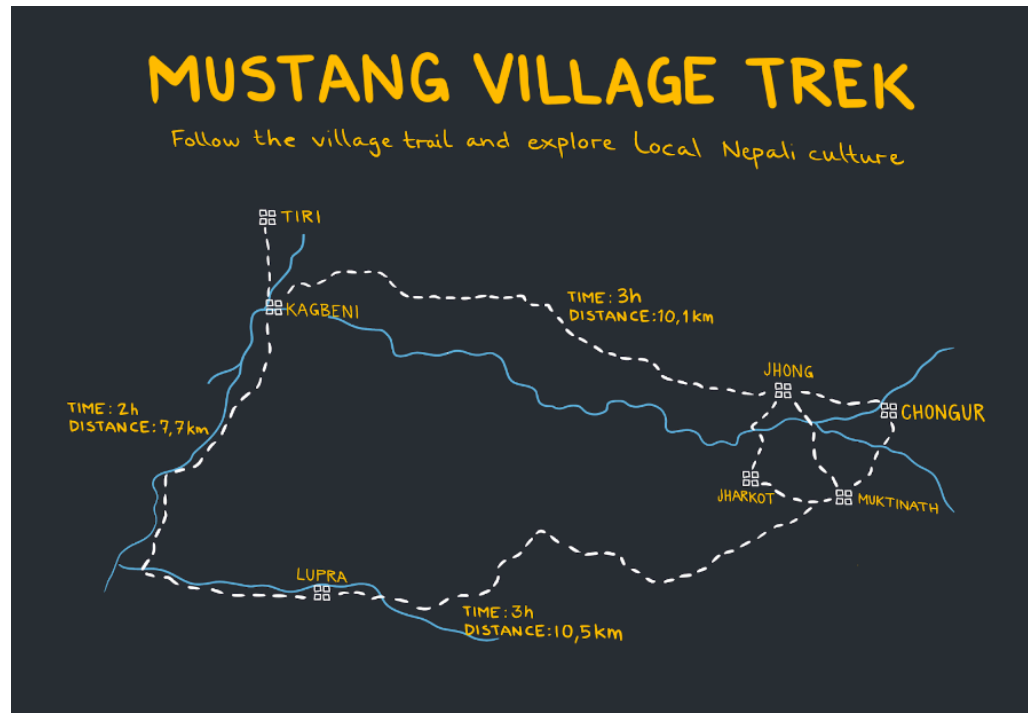 MUSTANG VILLAGE TREK
Follow the village trail and explore Local Nepali culture
TIRI
KAGBENI
TIME: 3h
DISTANCE: 10,1km
JHONG
CHONGUR
TIME: 2h
DISTANCE: 7,7km
JHARKOT
MUKTINATH
LUPRA
TIME: 3h
DISTANCE: 10,5km